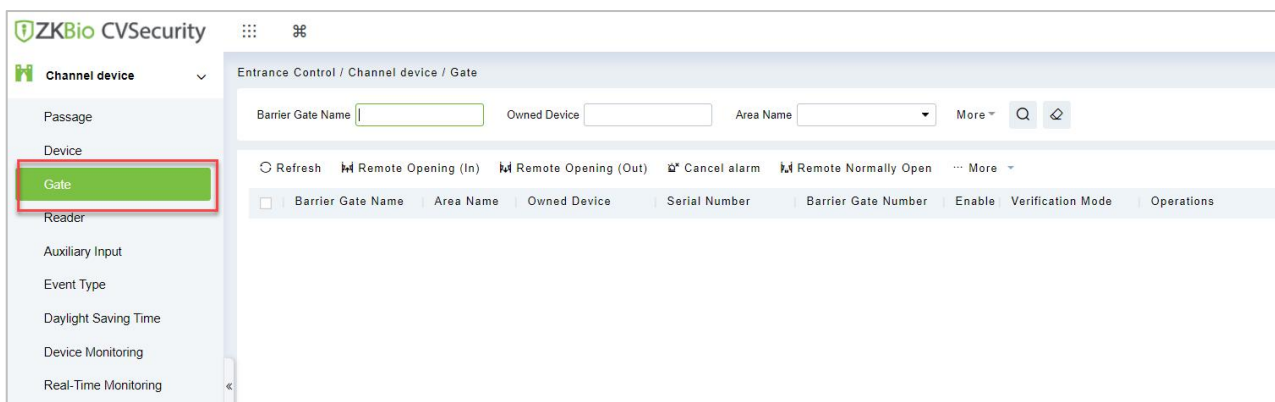 ZKBio CVSecurity
Channel device
Entrance Control / Channel device / Gate
Passage
Device
Gate
Reader
Auxiliary Input
Event Type
Daylight Saving Time
Device Monitoring
Real-Time Monitoring
Barrier Gate Name Owned Device Area Name More
Refresh Remote Opening (In) Remote Opening (Out) Cancel alarm Remote Normally Open ··· More
Barrier Gate Name Area Name Owned Device Serial Number Barrier Gate Number Enable Verification Mode Operations